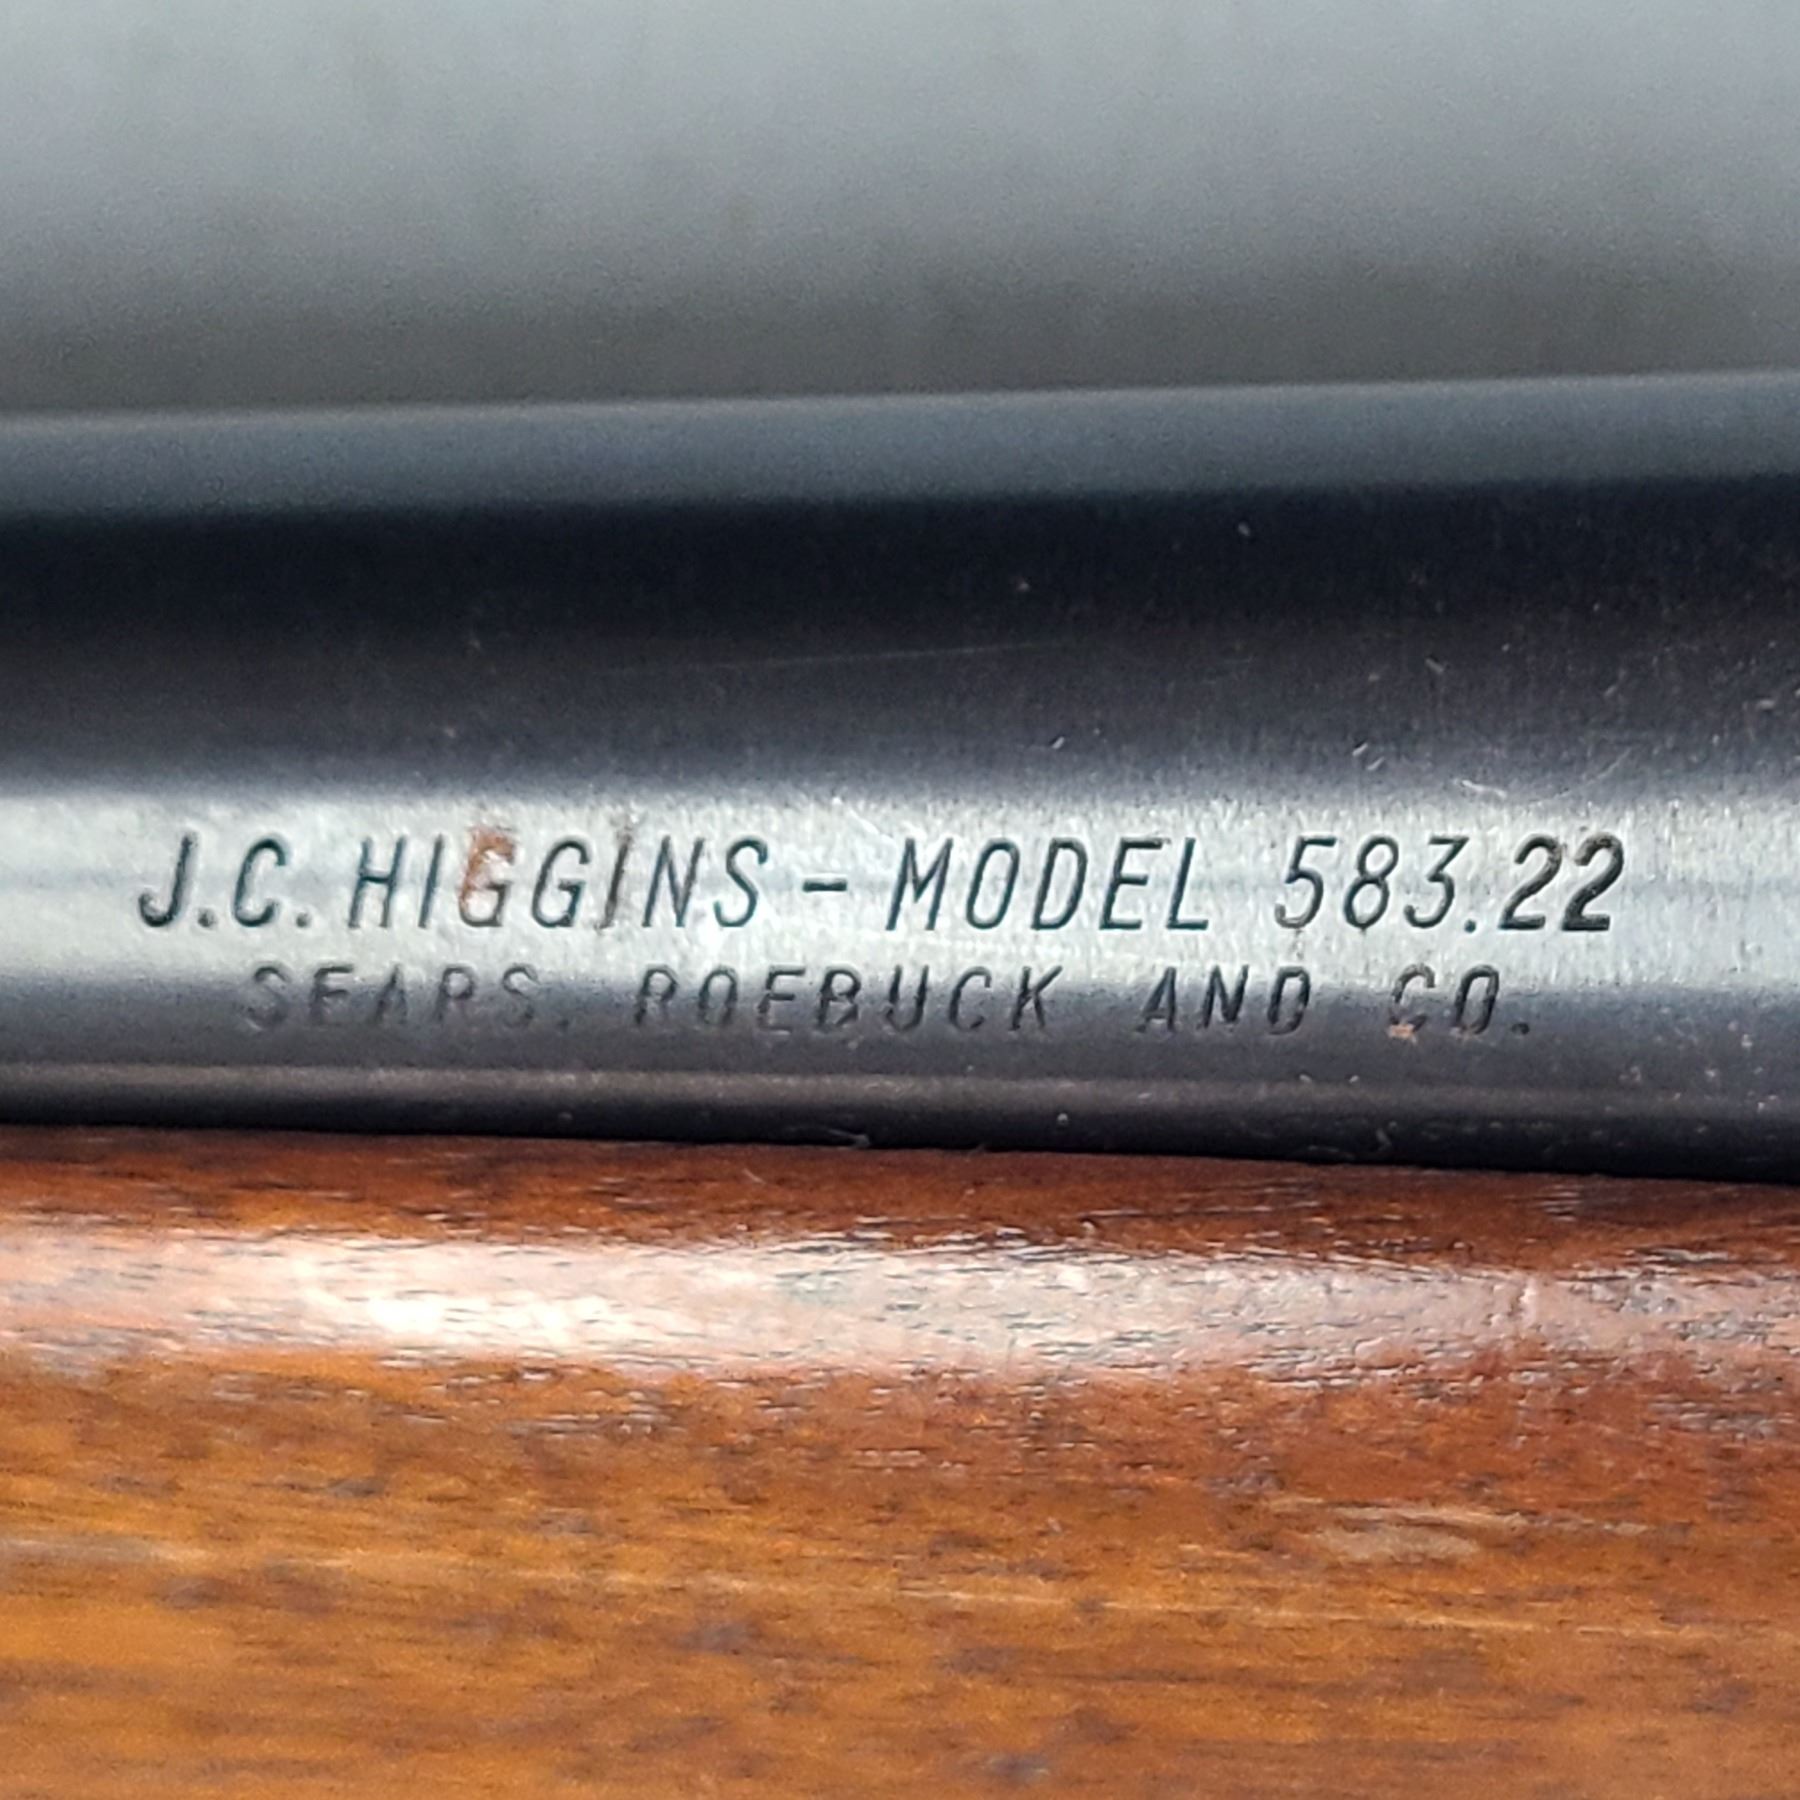 J.C. HIGGINS - MODEL 583.22
SEARS, ROEBUCK AND CO.